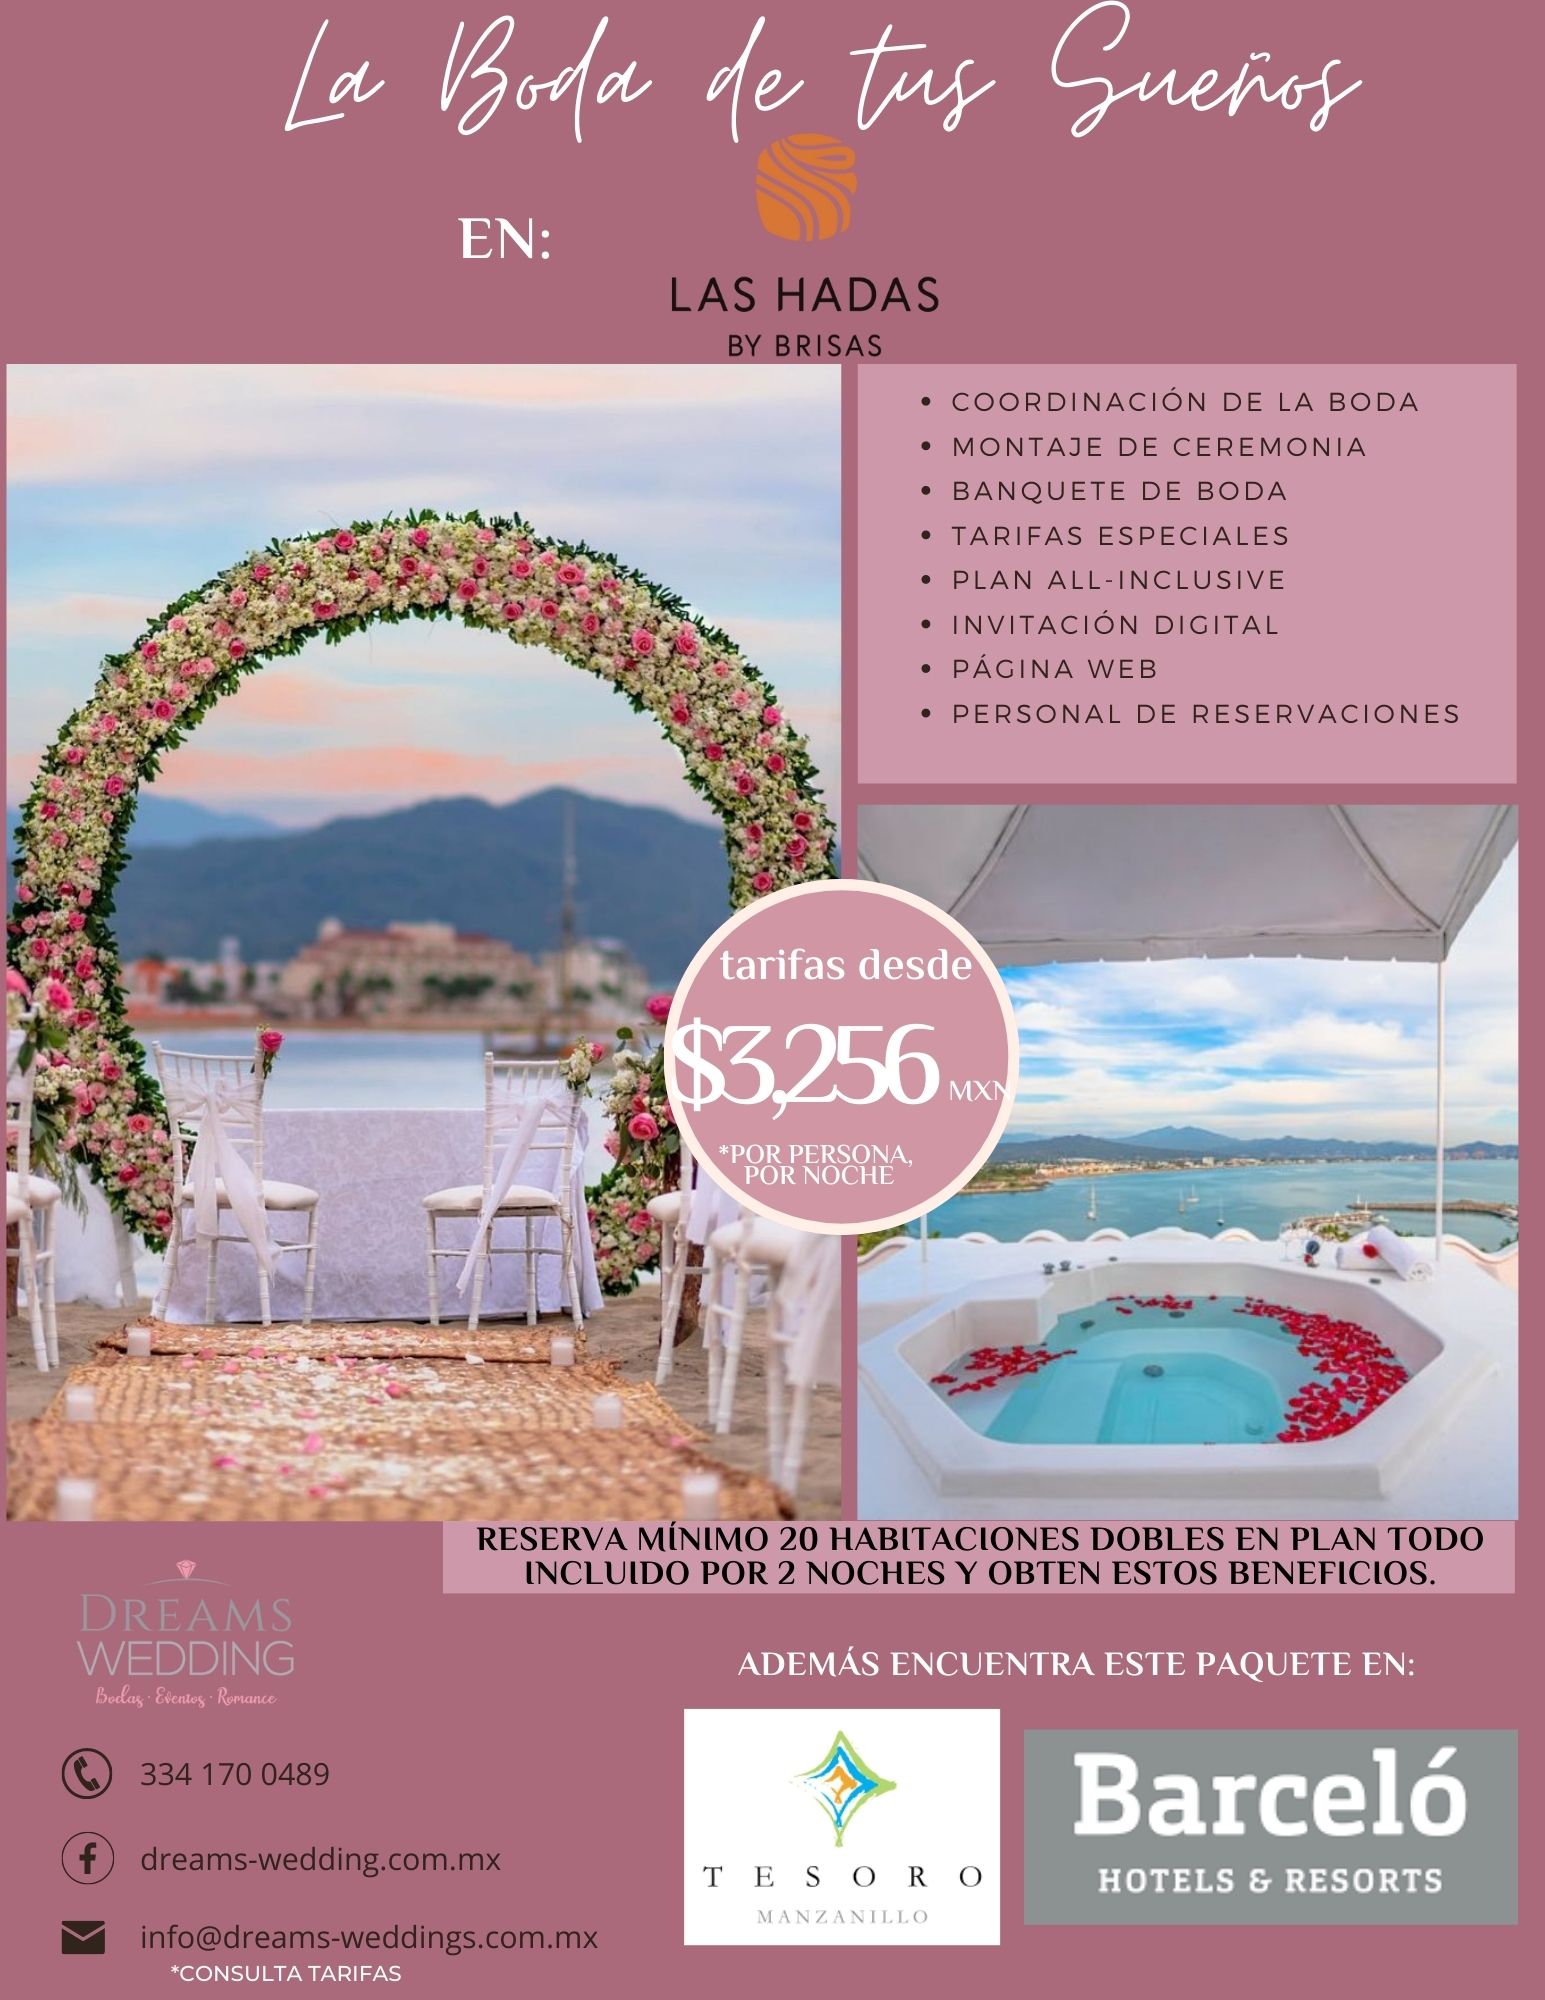 La Boda de tus Sueños
EN:
LAS HADAS
BY BRISAS
• COORDINACIÓN DE LA BODA
• MONTAJE DE CEREMONIA
• BANQUETE DE BODA
• TARIFAS ESPECIALES
• PLAN ALL-INCLUSIVE
• INVITACIÓN DIGITAL
• PÁGINA WEB
• PERSONAL DE RESERVACIONES
tarifas desde
$3,256 MXN
*POR PERSONA,
POR NOCHE
RESERVA MÍNIMO 20 HABITACIONES DOBLES EN PLAN TODO
INCLUIDO POR 2 NOCHES Y OBTEN ESTOS BENEFICIOS.
DREAMS
WEDDING
Bodas · Eventos · Romance
334 170 0489
dreams-wedding.com.mx
info@dreams-weddings.com.mx
*CONSULTA TARIFAS
ADEMÁS ENCUENTRA ESTE PAQUETE EN:
TESORO
MANZANILLO
Barceló
HOTELS & RESORTS